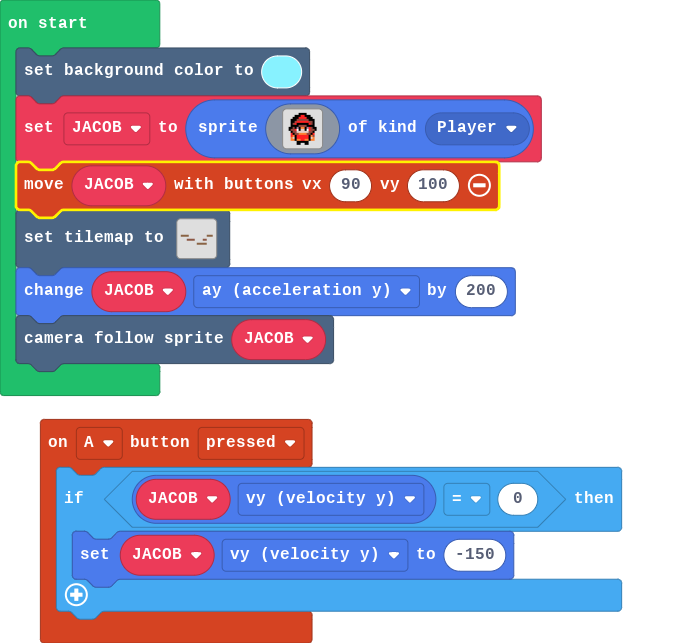 on start
set background color to
set JACOB to sprite of kind Player
move JACOB with buttons vx 90 vy 100
set tilemap to
change JACOB ay (acceleration y) by 200
camera follow sprite JACOB
on A button pressed
if JACOB vy (velocity y) = 0 then
set JACOB vy (velocity y) to -150